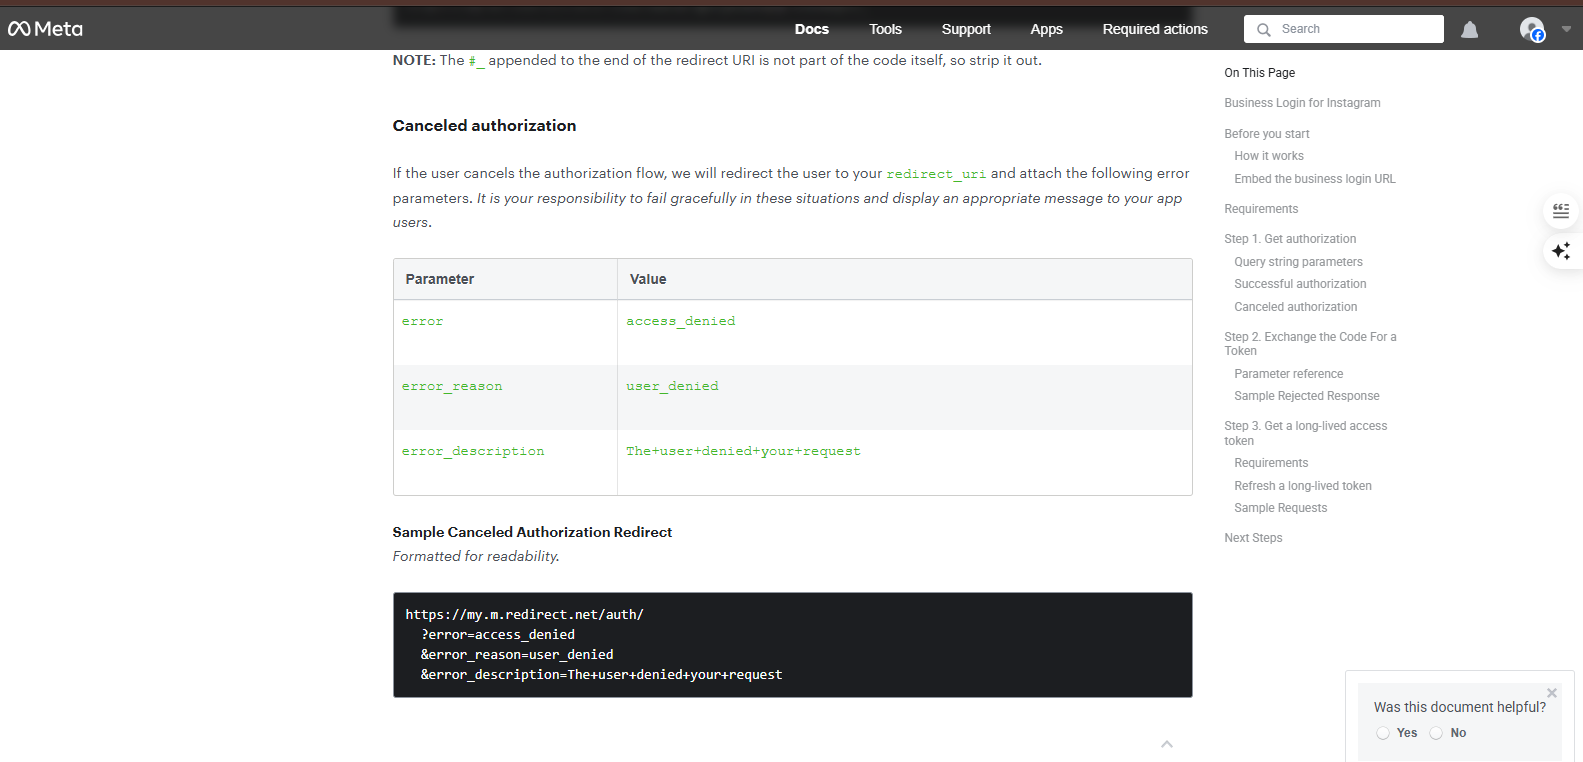 Meta
Docs
Tools
Support
Apps
Required actions
Search
NOTE: The #_ appended to the end of the redirect URI is not part of the code itself, so strip it out.
Canceled authorization
If the user cancels the authorization flow, we will redirect the user to your redirect_uri and attach the following error
parameters. It is your responsibility to fail gracefully in these situations and display an appropriate message to your app
users.
Parameter
Value
error
access_denied
error_reason
user_denied
error_description
The+user+denied+your+request
Sample Canceled Authorization Redirect
Formatted for readability.
https://my.m.redirect.net/auth/
?error=access_denied
&error_reason=user_denied
&error_description=The+user+denied+your+request
On This Page
Business Login for Instagram
Before you start
How it works
Embed the business login URL
Requirements
Step 1. Get authorization
Query string parameters
Successful authorization
Canceled authorization
Step 2. Exchange the Code For a
Token
Parameter reference
Sample Rejected Response
Step 3. Get a long-lived access
token
Requirements
Refresh a long-lived token
Sample Requests
Next Steps
Was this document helpful?
Yes
No